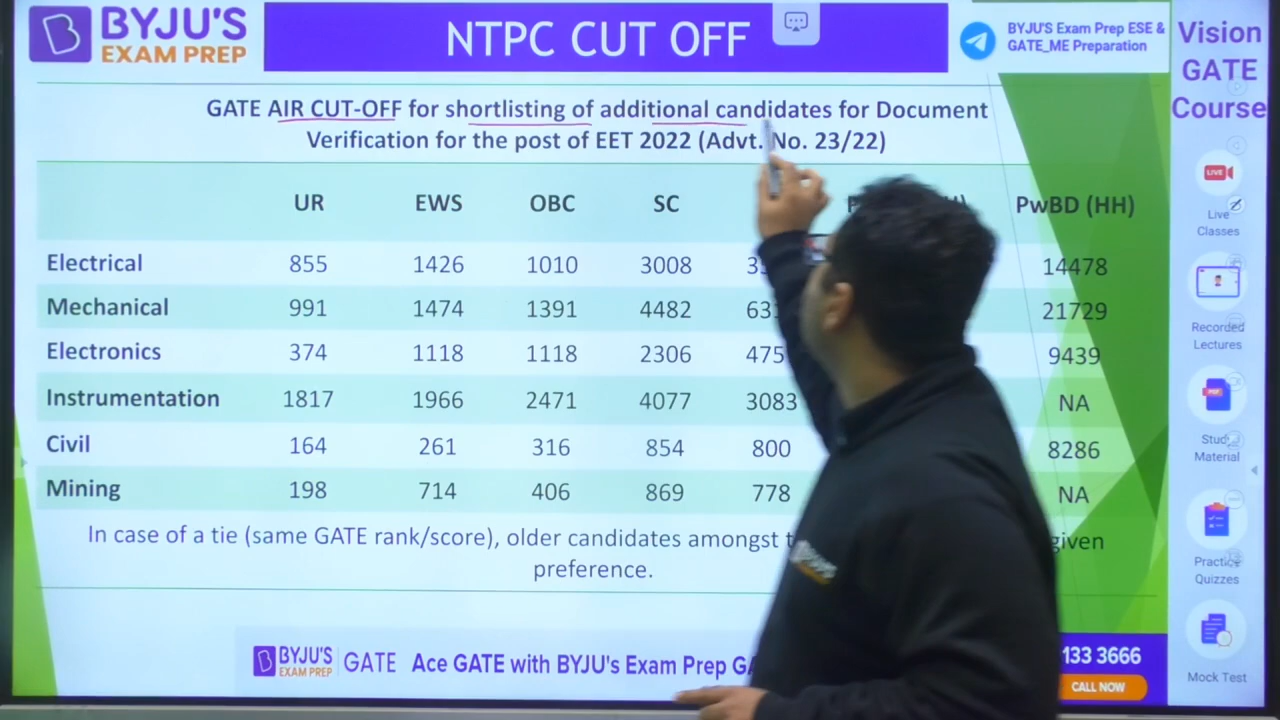 BYJU'S
EXAM PREP
NTPC CUT OFF
BYJU'S Exam Prep ESE &
GATE_ME Preparation
Vision
GATE
Course
GATE AIR CUT-OFF for shortlisting of additional candidates for Document
Verification for the post of EET 2022 (Advt. No. 23/22)
UR EWS OBC SC PwBD (HH)
Electrical 855 1426 1010 3008 14478
Mechanical 991 1474 1391 4482 21729
Electronics 374 1118 1118 2306 475 9439
Instrumentation 1817 1966 2471 4077 3083 NA
Civil 164 261 316 854 800 8286
Mining 198 714 406 869 778 NA
In case of a tie (same GATE rank/score), older candidates amongst given
preference.
BYJU'S
EXAM PREP
GATE Ace GATE with BYJU's Exam Prep
133 3666
CALL NOW
LIVE
Live
Classes
Recorded
Lectures
PDF
Study
Material
Practice
Quizzes
Mock Test